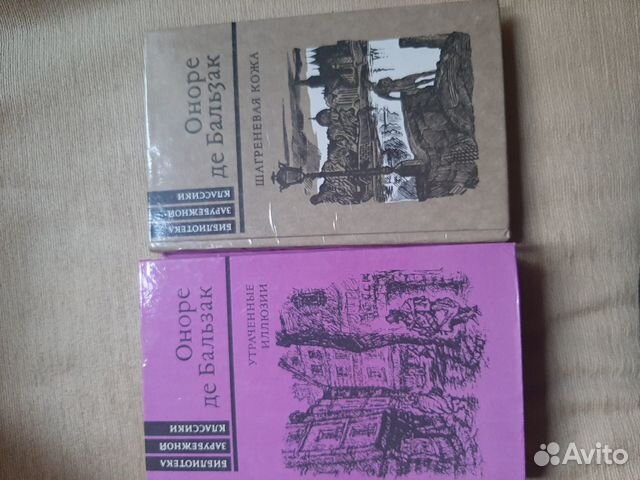 Оноре
де Бальзак
ШАГРЕНЕВАЯ КОЖА
БИБЛИОТЕКА
ЗАРУБЕЖНОЙ
КЛАССИКИ
Оноре
де Бальзак
УТРАЧЕННЫЕ
ИЛЛЮЗИИ
БИБЛИОТЕКА
ЗАРУБЕЖНОЙ
КЛАССИКИ
Avito